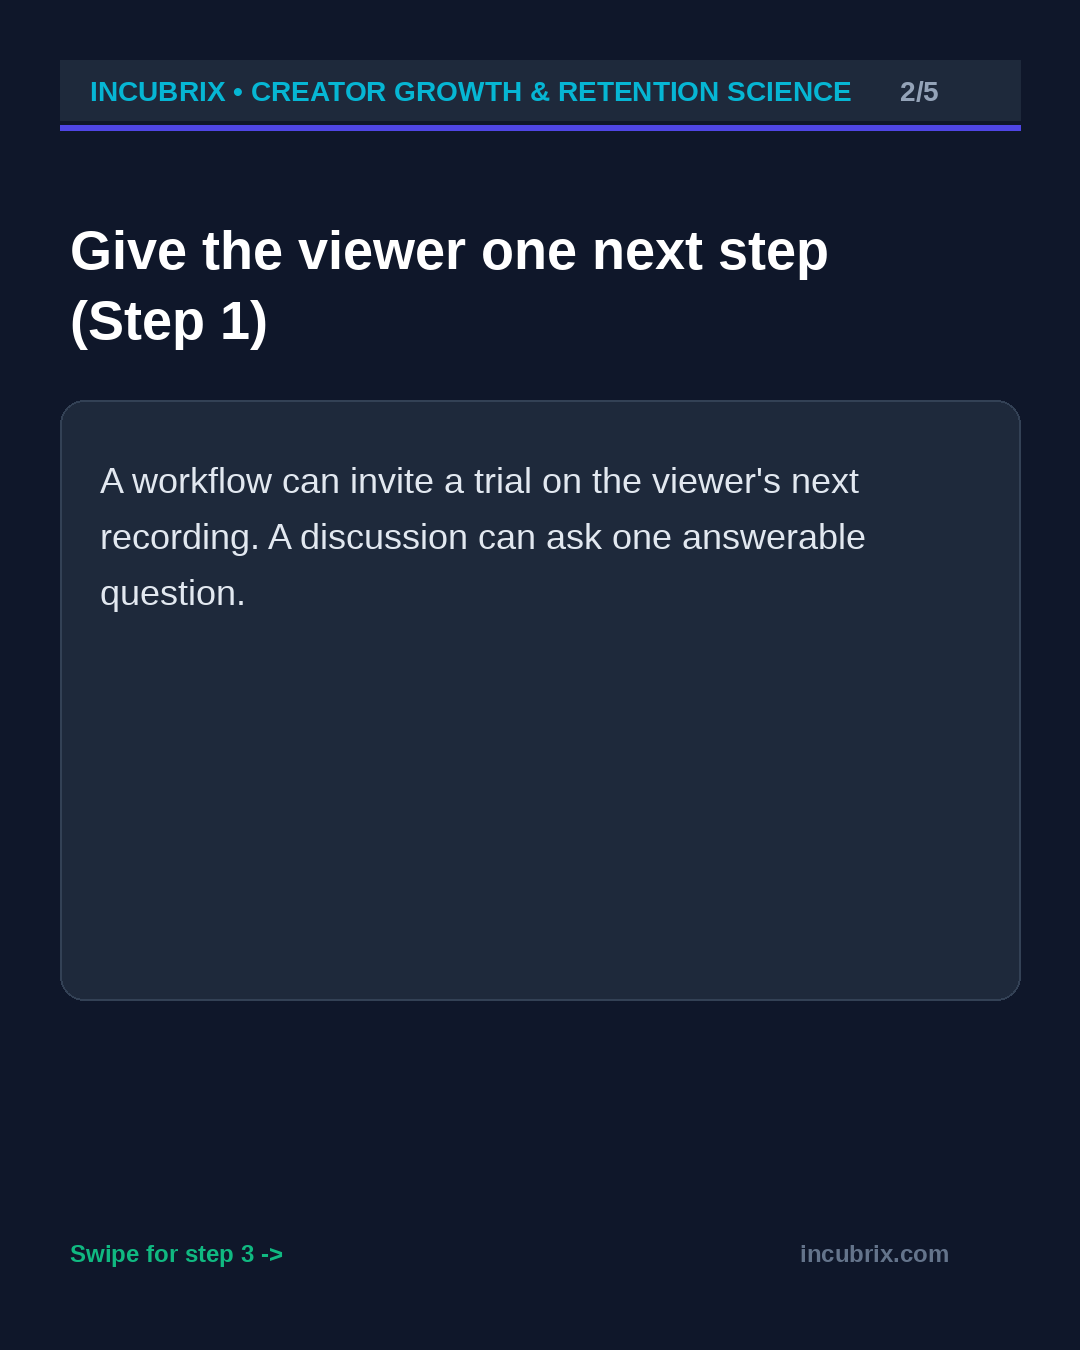 INCUBRIX • CREATOR GROWTH & RETENTION SCIENCE 2/5
Give the viewer one next step
(Step 1)
A workflow can invite a trial on the viewer's next
recording. A discussion can ask one answerable
question.
Swipe for step 3 -> incubrix.com